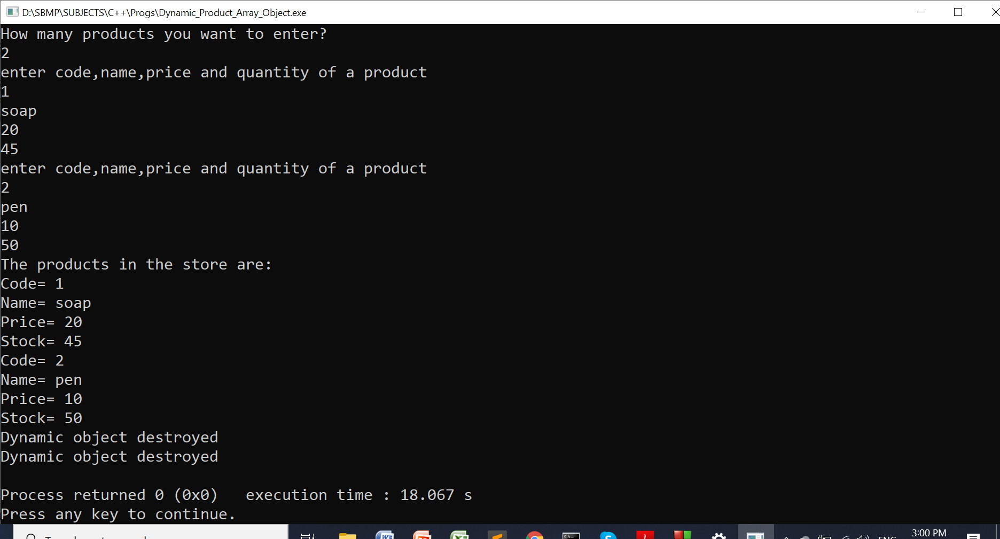 D:\SBMP\SUBJECTS\C++\Progs\Dynamic_Product_Array_Object.exe
How many products you want to enter?
2
enter code,name,price and quantity of a product
1
soap
20
45
enter code,name,price and quantity of a product
2
pen
10
50
The products in the store are:
Code= 1
Name= soap
Price= 20
Stock= 45
Code= 2
Name= pen
Price= 10
Stock= 50
Dynamic object destroyed
Dynamic object destroyed
Process returned 0 (0x0)   execution time : 18.067 s
Press any key to continue.
ENG
3:00 PM